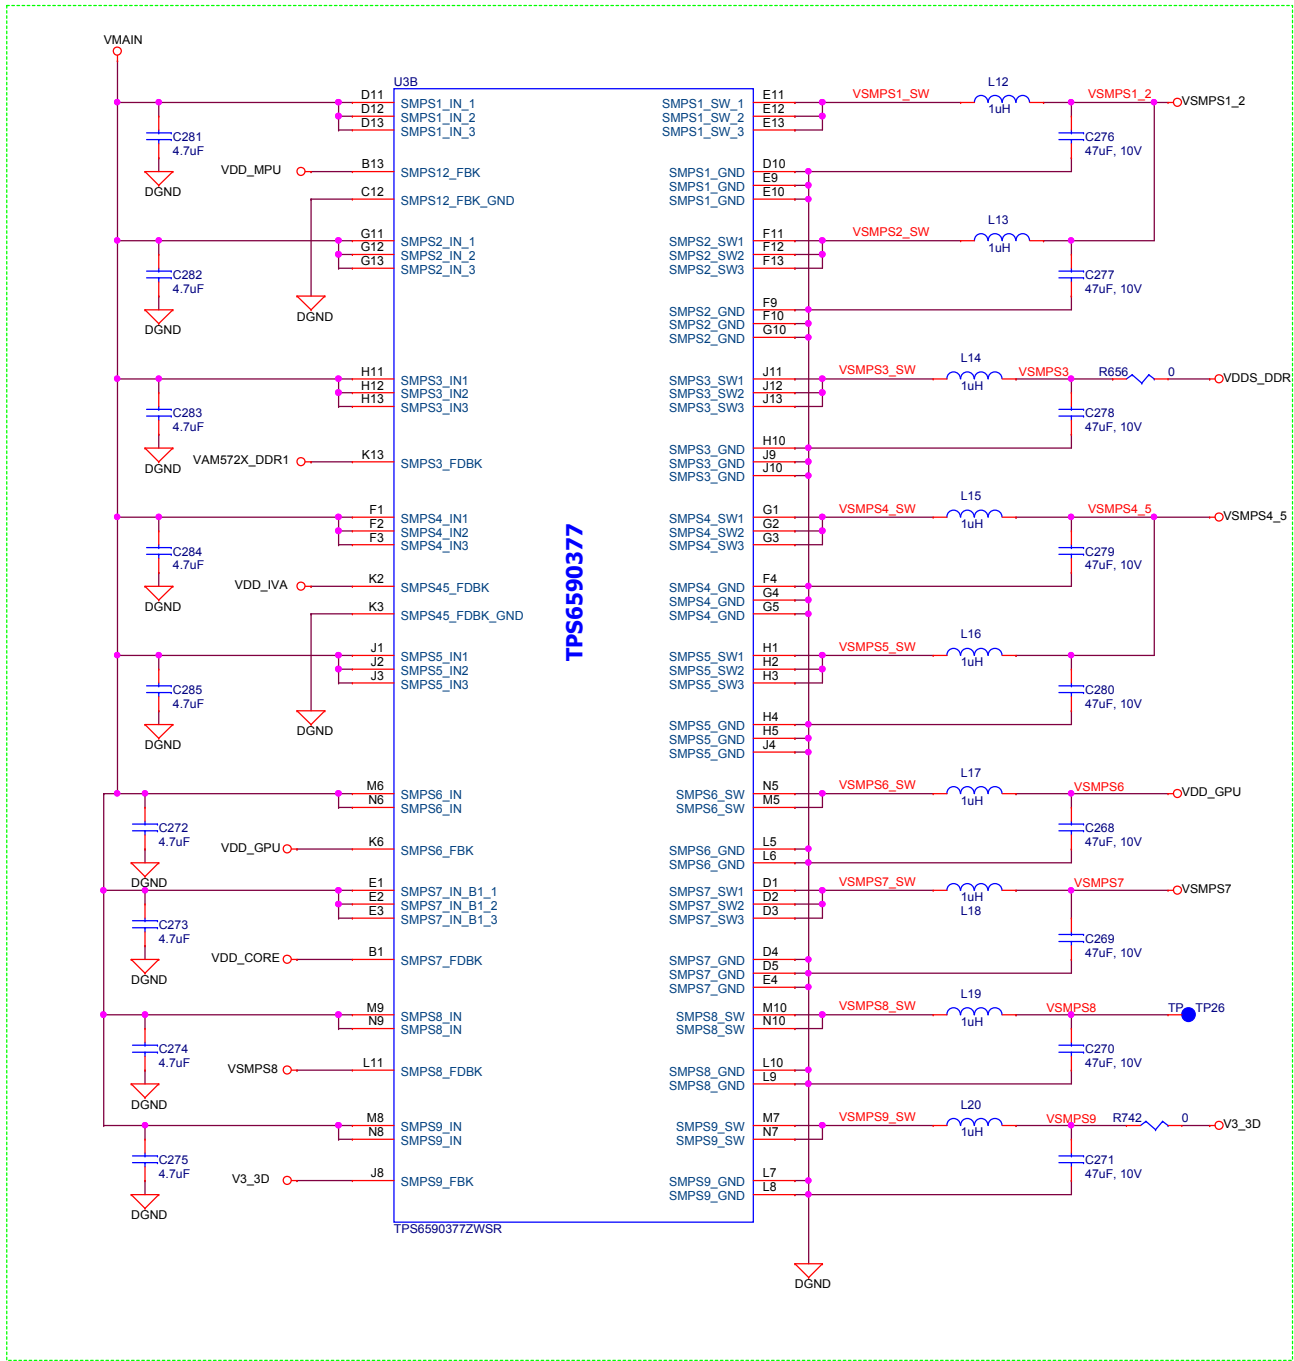 VMAIN
U3B
D11
D12
D13
SMPS1_IN_1
SMPS1_IN_2
SMPS1_IN_3
C281
4.7uF
DGND
VDD_MPU
B13
SMPS12_FBK
C12
SMPS12_FBK_GND
G11
G12
G13
SMPS2_IN_1
SMPS2_IN_2
SMPS2_IN_3
C282
4.7uF
DGND
DGND
H11
H12
H13
SMPS3_IN1
SMPS3_IN2
SMPS3_IN3
C283
4.7uF
DGND
VAM572X_DDR1
K13
SMPS3_FDBK
F1
F2
F3
SMPS4_IN1
SMPS4_IN2
SMPS4_IN3
C284
4.7uF
DGND
VDD_IVA
K2
SMPS45_FDBK
K3
SMPS45_FDBK_GND
J1
J2
J3
SMPS5_IN1
SMPS5_IN2
SMPS5_IN3
C285
4.7uF
DGND
DGND
M6
N6
SMPS6_IN
SMPS6_IN
C272
4.7uF
DGND
VDD_GPU
K6
SMPS6_FBK
E1
E2
E3
SMPS7_IN_B1_1
SMPS7_IN_B1_2
SMPS7_IN_B1_3
C273
4.7uF
DGND
VDD_CORE
B1
SMPS7_FDBK
M9
N9
SMPS8_IN
SMPS8_IN
C274
4.7uF
DGND
VSMPS8
L11
SMPS8_FDBK
M8
N8
SMPS9_IN
SMPS9_IN
C275
4.7uF
DGND
V3_3D
J8
SMPS9_FBK
TPS6590377
TPS6590377ZWSR
SMPS1_SW_1
SMPS1_SW_2
SMPS1_SW_3
E11
E12
E13
VSMPS1_SW
L12
1uH
VSMPS1_2
VSMPS1_2
C276
47uF, 10V
SMPS1_GND
SMPS1_GND
SMPS1_GND
D10
E9
E10
SMPS2_SW1
SMPS2_SW2
SMPS2_SW3
F11
F12
F13
VSMPS2_SW
L13
1uH
C277
47uF, 10V
SMPS2_GND
SMPS2_GND
SMPS2_GND
F9
F10
G10
SMPS3_SW1
SMPS3_SW2
SMPS3_SW3
J11
J12
J13
VSMPS3_SW
L14
1uH
VSMPS3
R656
0
VDDS_DDR
C278
47uF, 10V
SMPS3_GND
SMPS3_GND
SMPS3_GND
H10
J9
J10
SMPS4_SW1
SMPS4_SW2
SMPS4_SW3
G1
G2
G3
VSMPS4_SW
L15
1uH
VSMPS4_5
VSMPS4_5
C279
47uF, 10V
SMPS4_GND
SMPS4_GND
SMPS4_GND
F4
G4
G5
SMPS5_SW1
SMPS5_SW2
SMPS5_SW3
H1
H2
H3
VSMPS5_SW
L16
1uH
C280
47uF, 10V
SMPS5_GND
SMPS5_GND
SMPS5_GND
H4
H5
J4
SMPS6_SW
SMPS6_SW
N5
M5
VSMPS6_SW
L17
1uH
VSMPS6
VDD_GPU
C268
47uF, 10V
SMPS6_GND
SMPS6_GND
L5
L6
SMPS7_SW1
SMPS7_SW2
SMPS7_SW3
D1
D2
D3
VSMPS7_SW
1uH
L18
VSMPS7
VSMPS7
C269
47uF, 10V
SMPS7_GND
SMPS7_GND
SMPS7_GND
D4
D5
E4
SMPS8_SW
SMPS8_SW
M10
N10
VSMPS8_SW
L19
1uH
VSMPS8
TP
TP26
C270
47uF, 10V
SMPS8_GND
SMPS8_GND
L10
L9
SMPS9_SW
SMPS9_SW
M7
N7
VSMPS9_SW
L20
1uH
VSMPS9
R742
0
V3_3D
C271
47uF, 10V
SMPS9_GND
SMPS9_GND
L7
L8
DGND